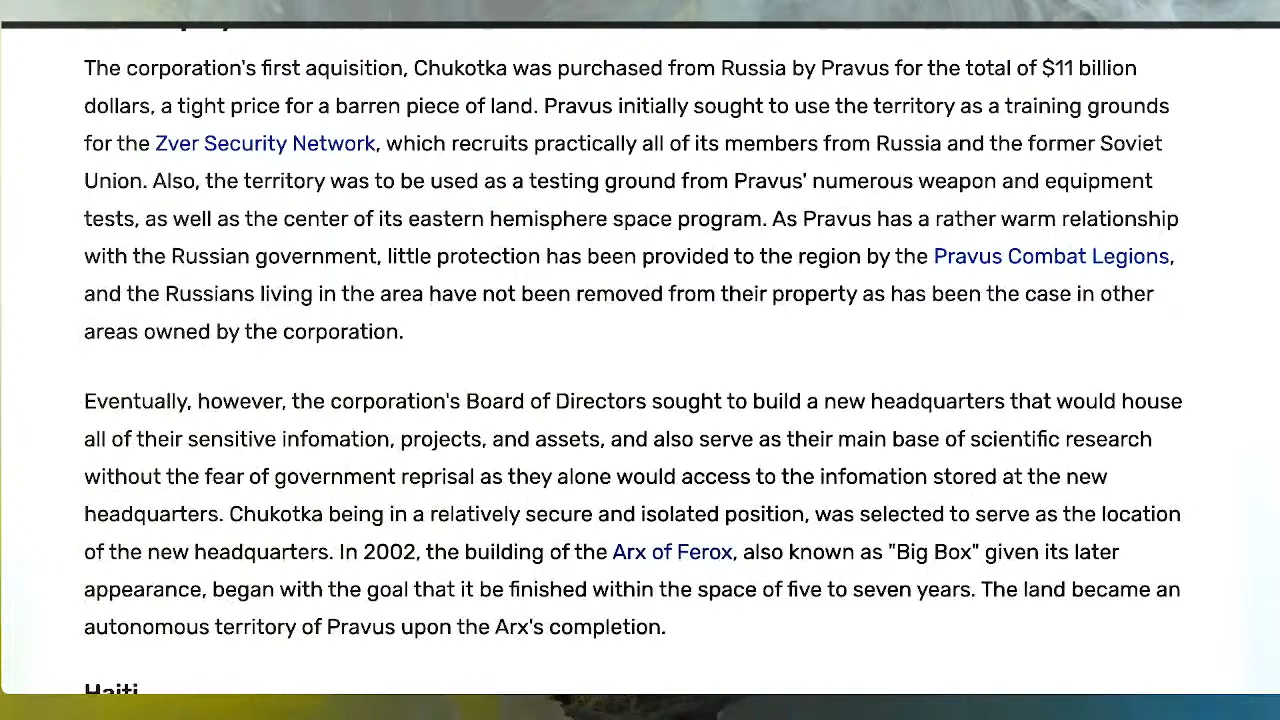 The corporation's first aquisition, Chukotka was purchased from Russia by Pravus for the total of $11 billion
dollars, a tight price for a barren piece of land. Pravus initially sought to use the territory as a training grounds
for the Zver Security Network, which recruits practically all of its members from Russia and the former Soviet
Union. Also, the territory was to be used as a testing ground from Pravus' numerous weapon and equipment
tests, as well as the center of its eastern hemisphere space program. As Pravus has a rather warm relationship
with the Russian government, little protection has been provided to the region by the Pravus Combat Legions,
and the Russians living in the area have not been removed from their property as has been the case in other
areas owned by the corporation.
Eventually, however, the corporation's Board of Directors sought to build a new headquarters that would house
all of their sensitive infomation, projects, and assets, and also serve as their main base of scientific research
without the fear of government reprisal as they alone would access to the infomation stored at the new
headquarters. Chukotka being in a relatively secure and isolated position, was selected to serve as the location
of the new headquarters. In 2002, the building of the Arx of Ferox, also known as "Big Box" given its later
appearance, began with the goal that it be finished within the space of five to seven years. The land became an
autonomous territory of Pravus upon the Arx's completion.
Haiti